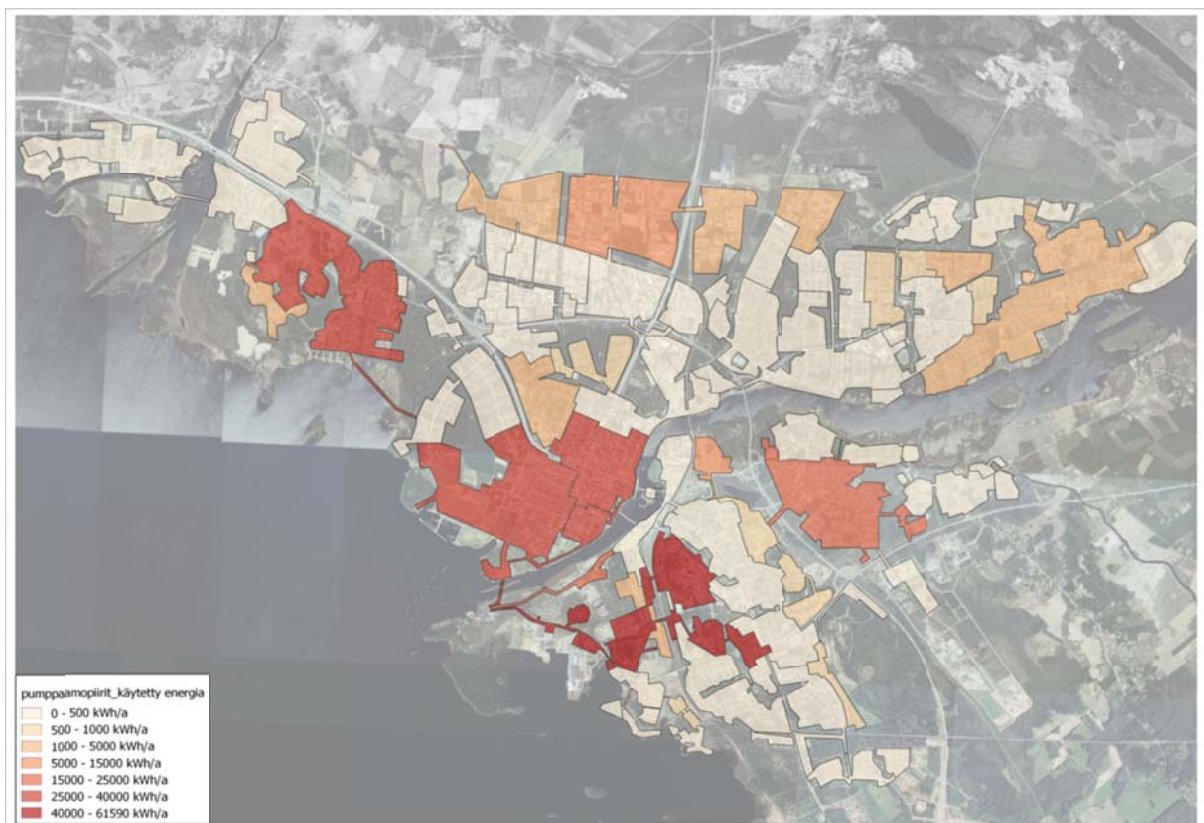 pumppaamopiirit_käytetty energia
0 - 500 kWh/a
500 - 1000 kWh/a
1000 - 5000 kWh/a
5000 - 15000 kWh/a
15000 - 25000 kWh/a
25000 - 40000 kWh/a
40000 - 61590 kWh/a